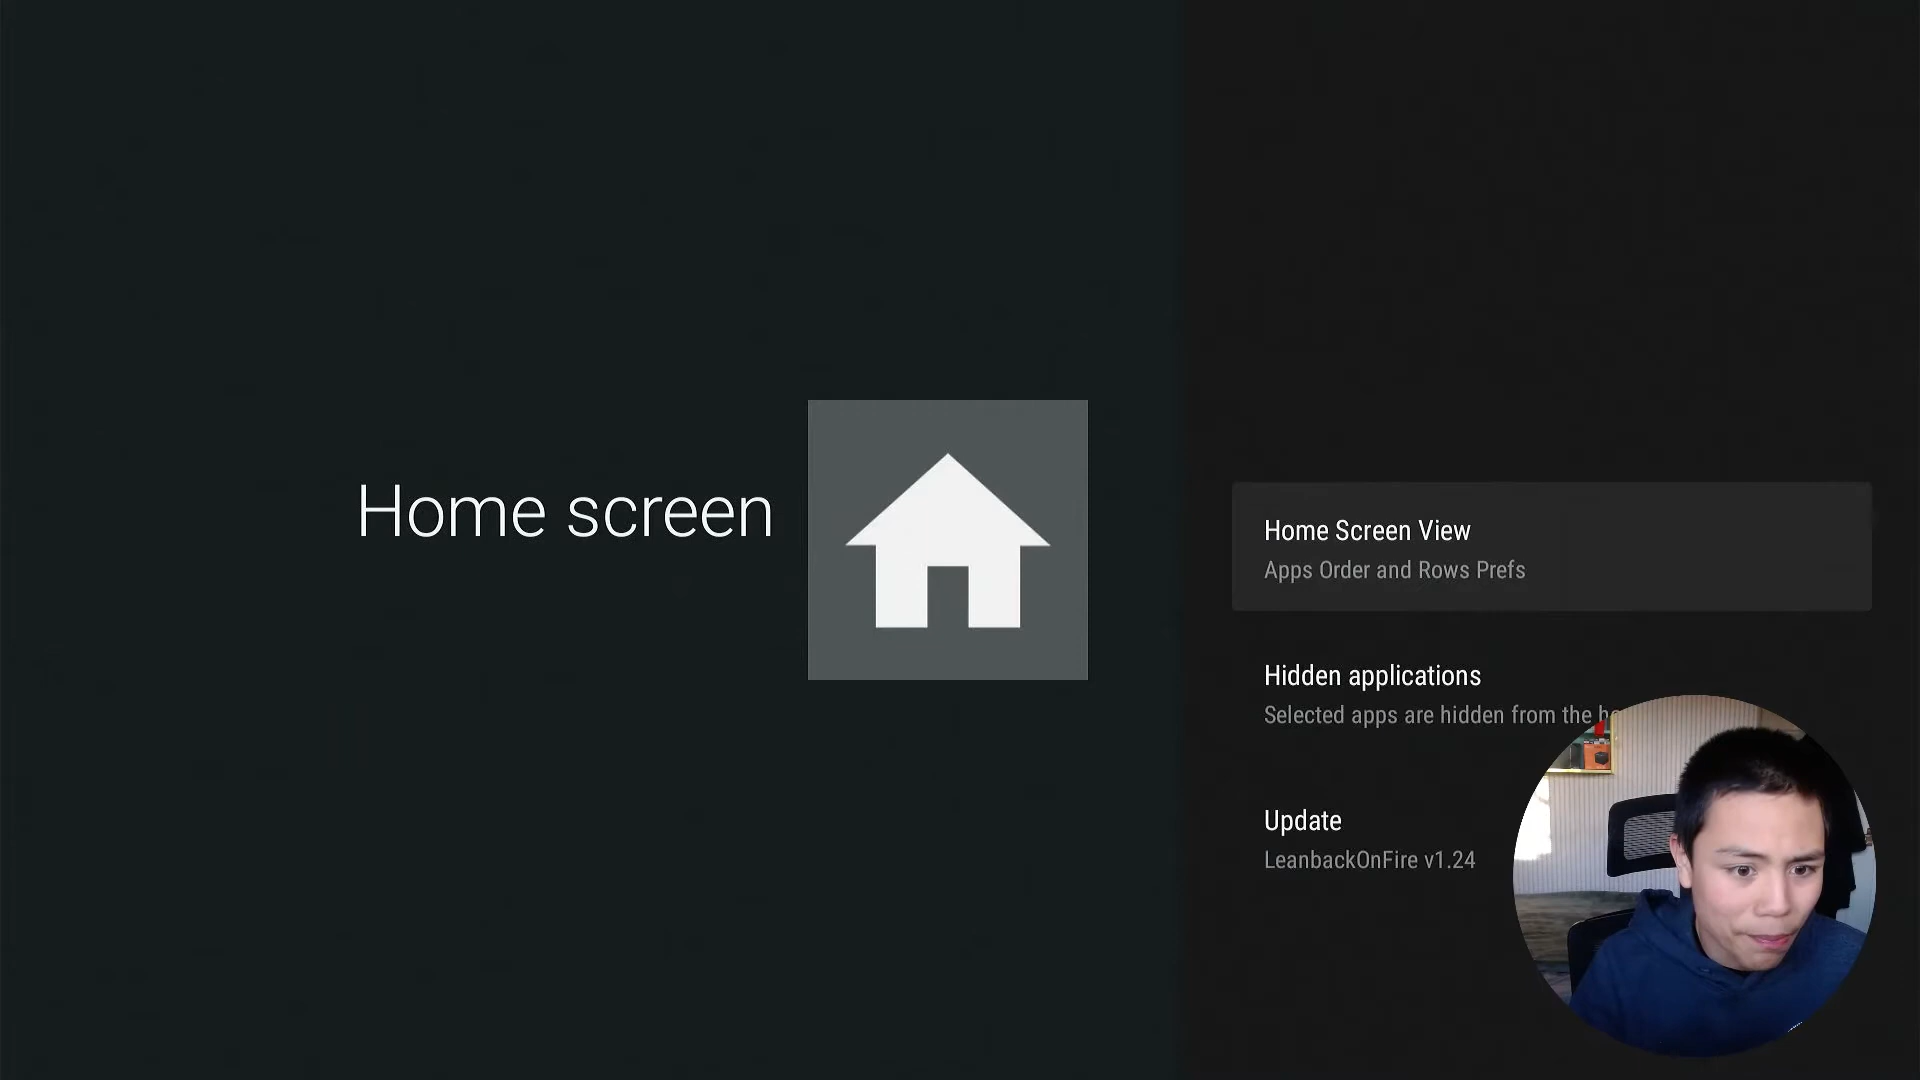 Home screen
Home Screen View
Apps Order and Rows Prefs
Hidden applications
Selected apps are hidden from the
Update
LeanbackOnFire v1.24